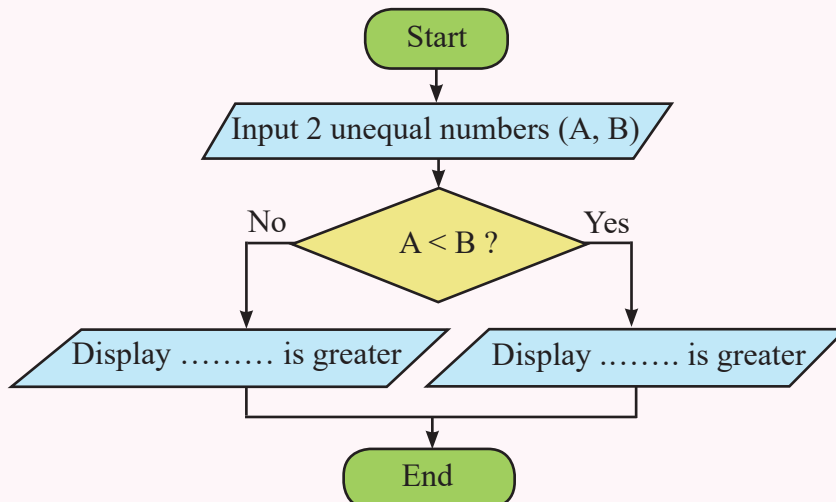 Start
Input 2 unequal numbers (A, B)
A < B ?
No
Yes
Display ……… is greater
Display …….. is greater
End